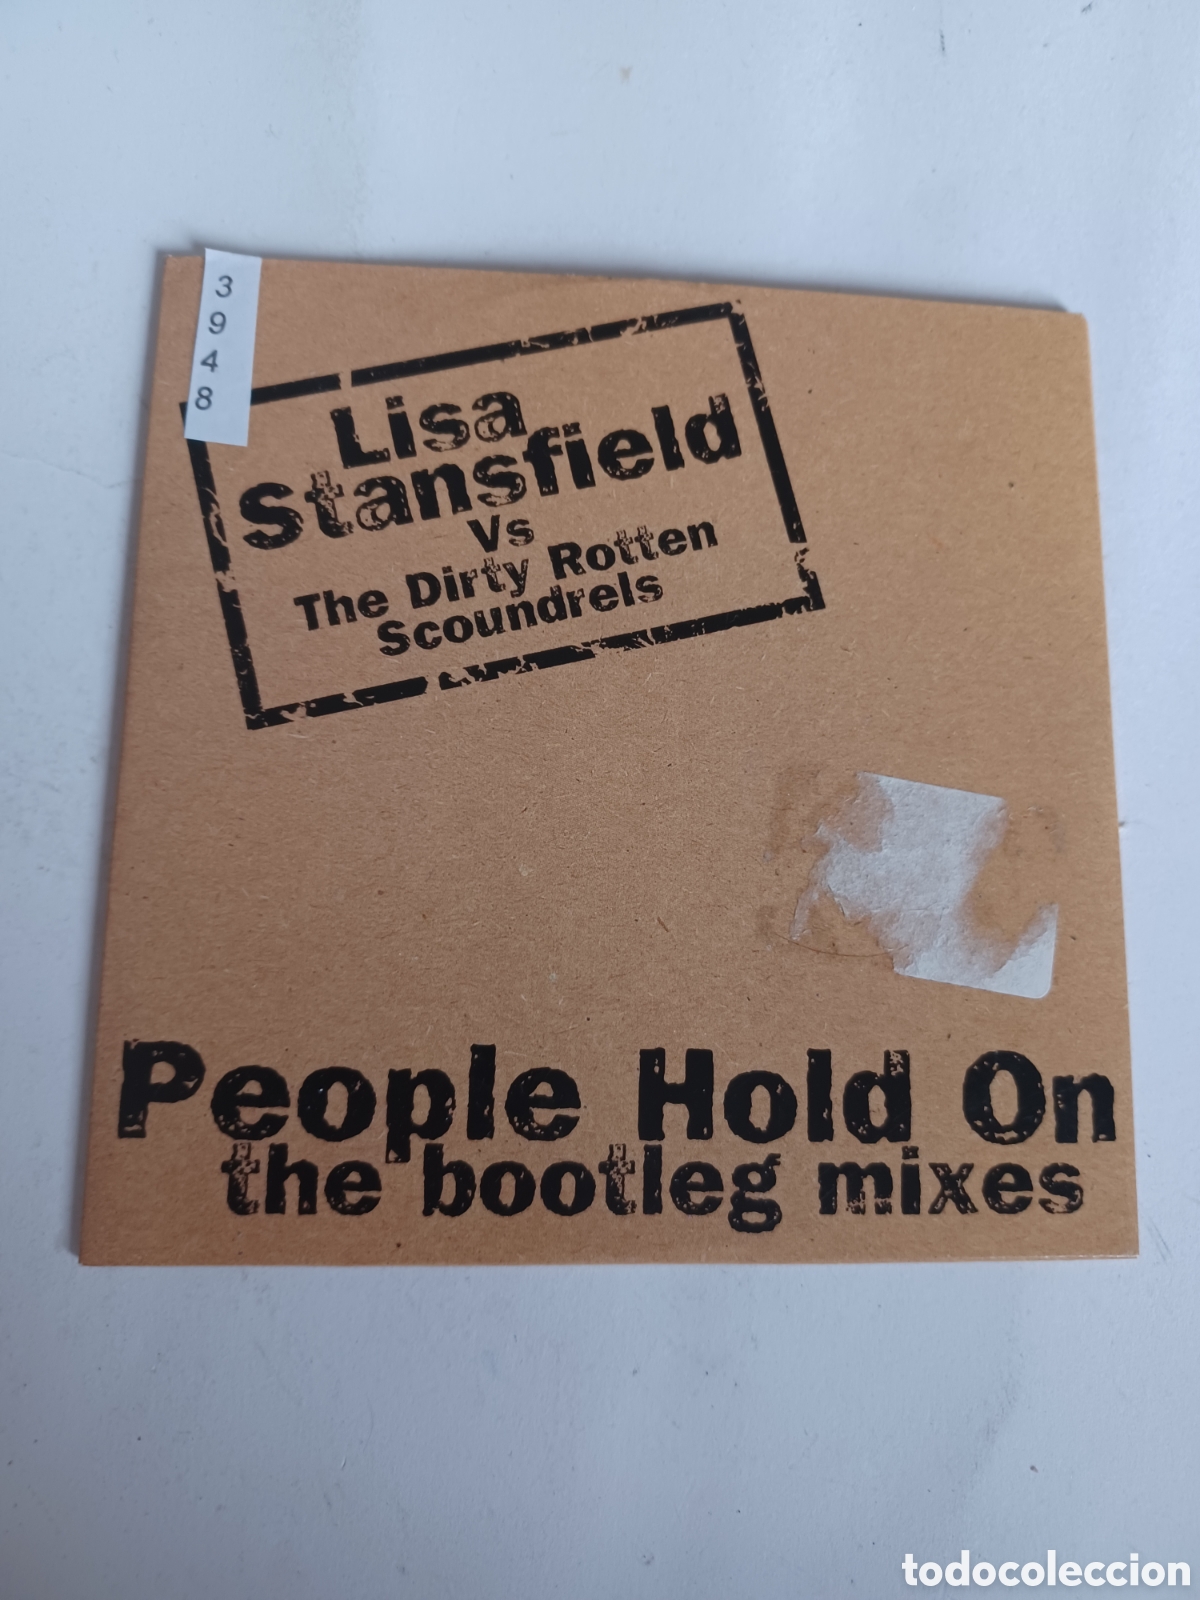 3
9
4
8
Lisa
Stansfield
Vs
The Dirty Rotten
Scoundrels
People Hold On
the bootleg mixes
todocoleccion